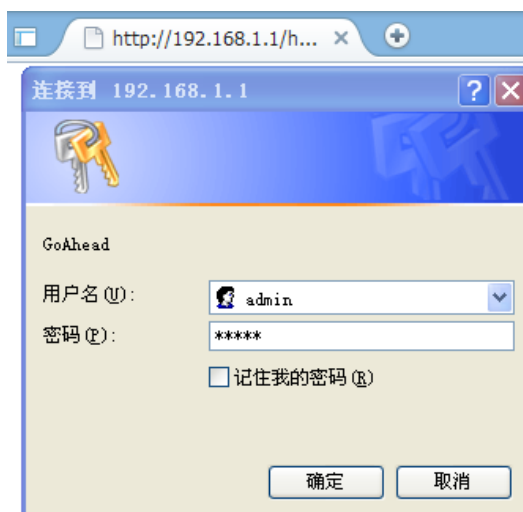 http://192.168.1.1/h...
连接到 192.168.1.1
GoAhead
用户名(U):
admin
密码(P):
*****
记住我的密码(R)
确定 取消